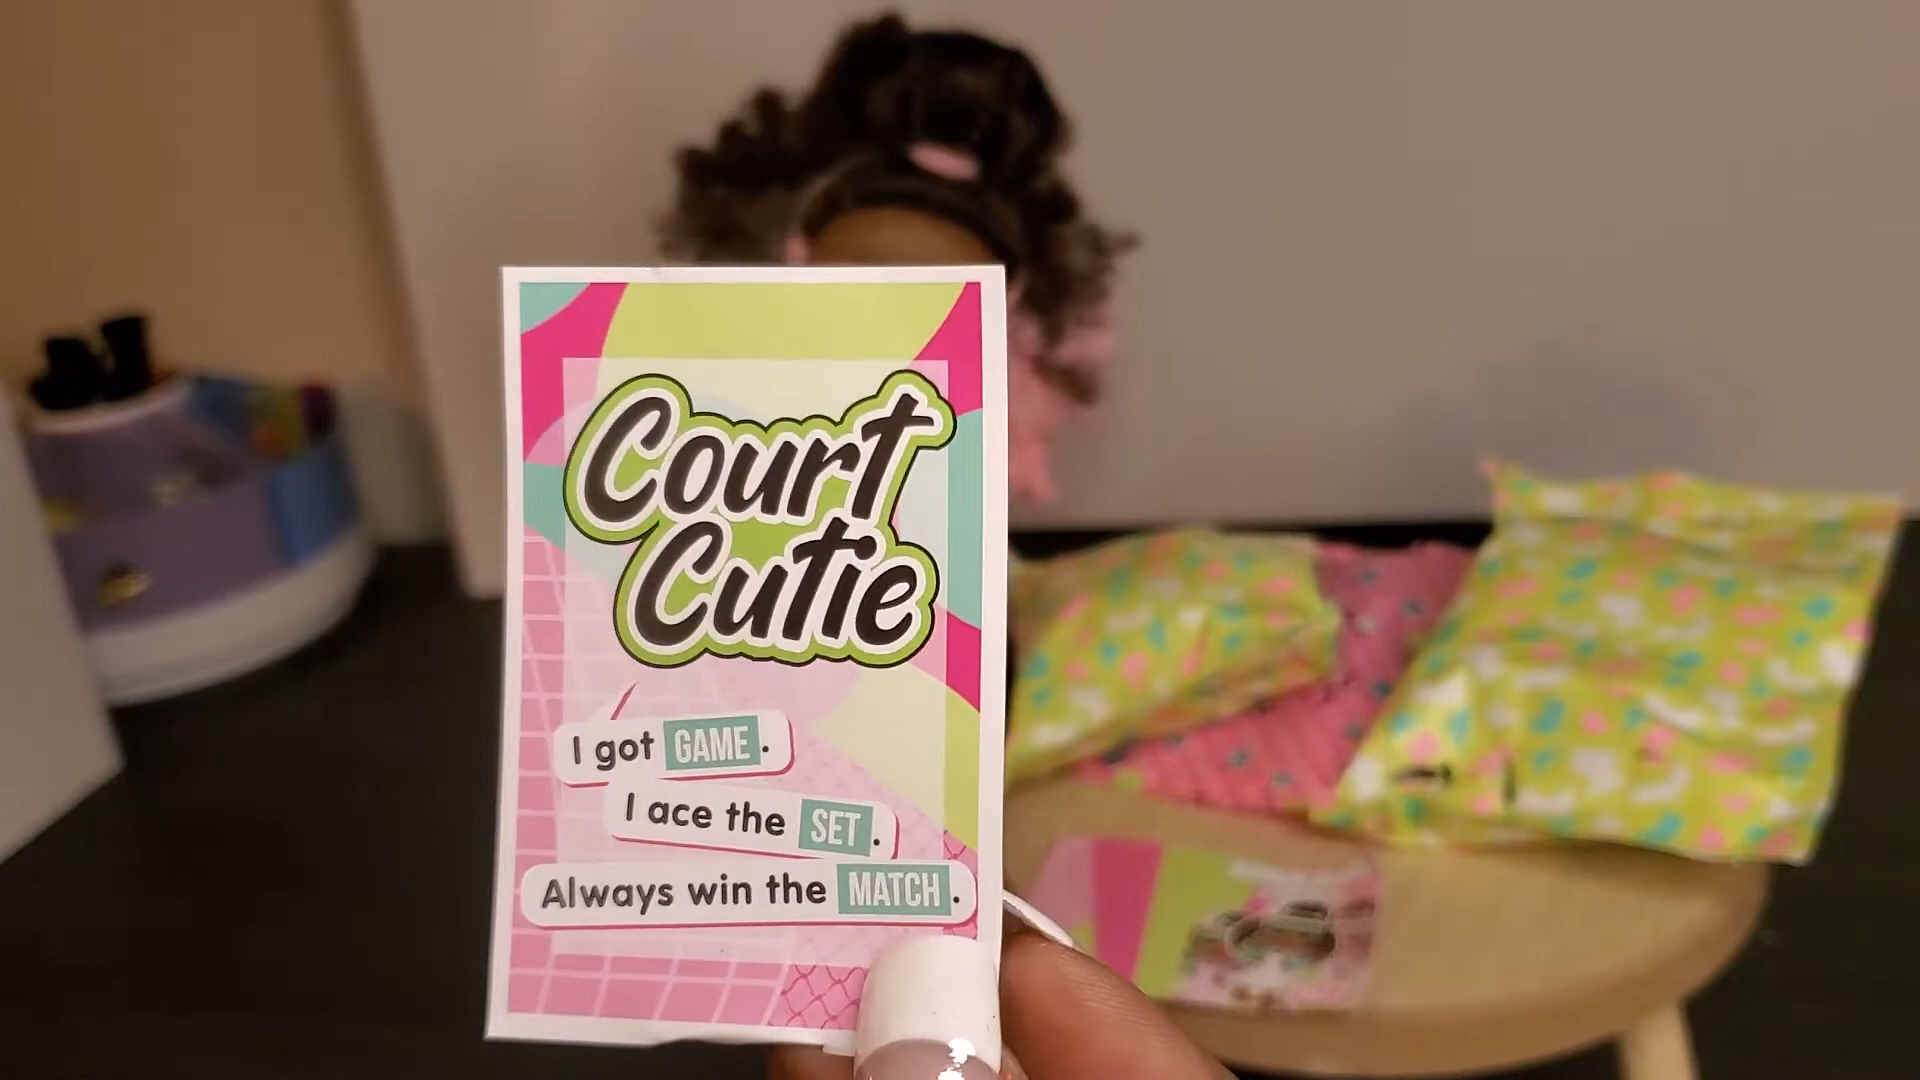 Court
Cutie
I got GAME.
I ace the SET.
Always win the MATCH.